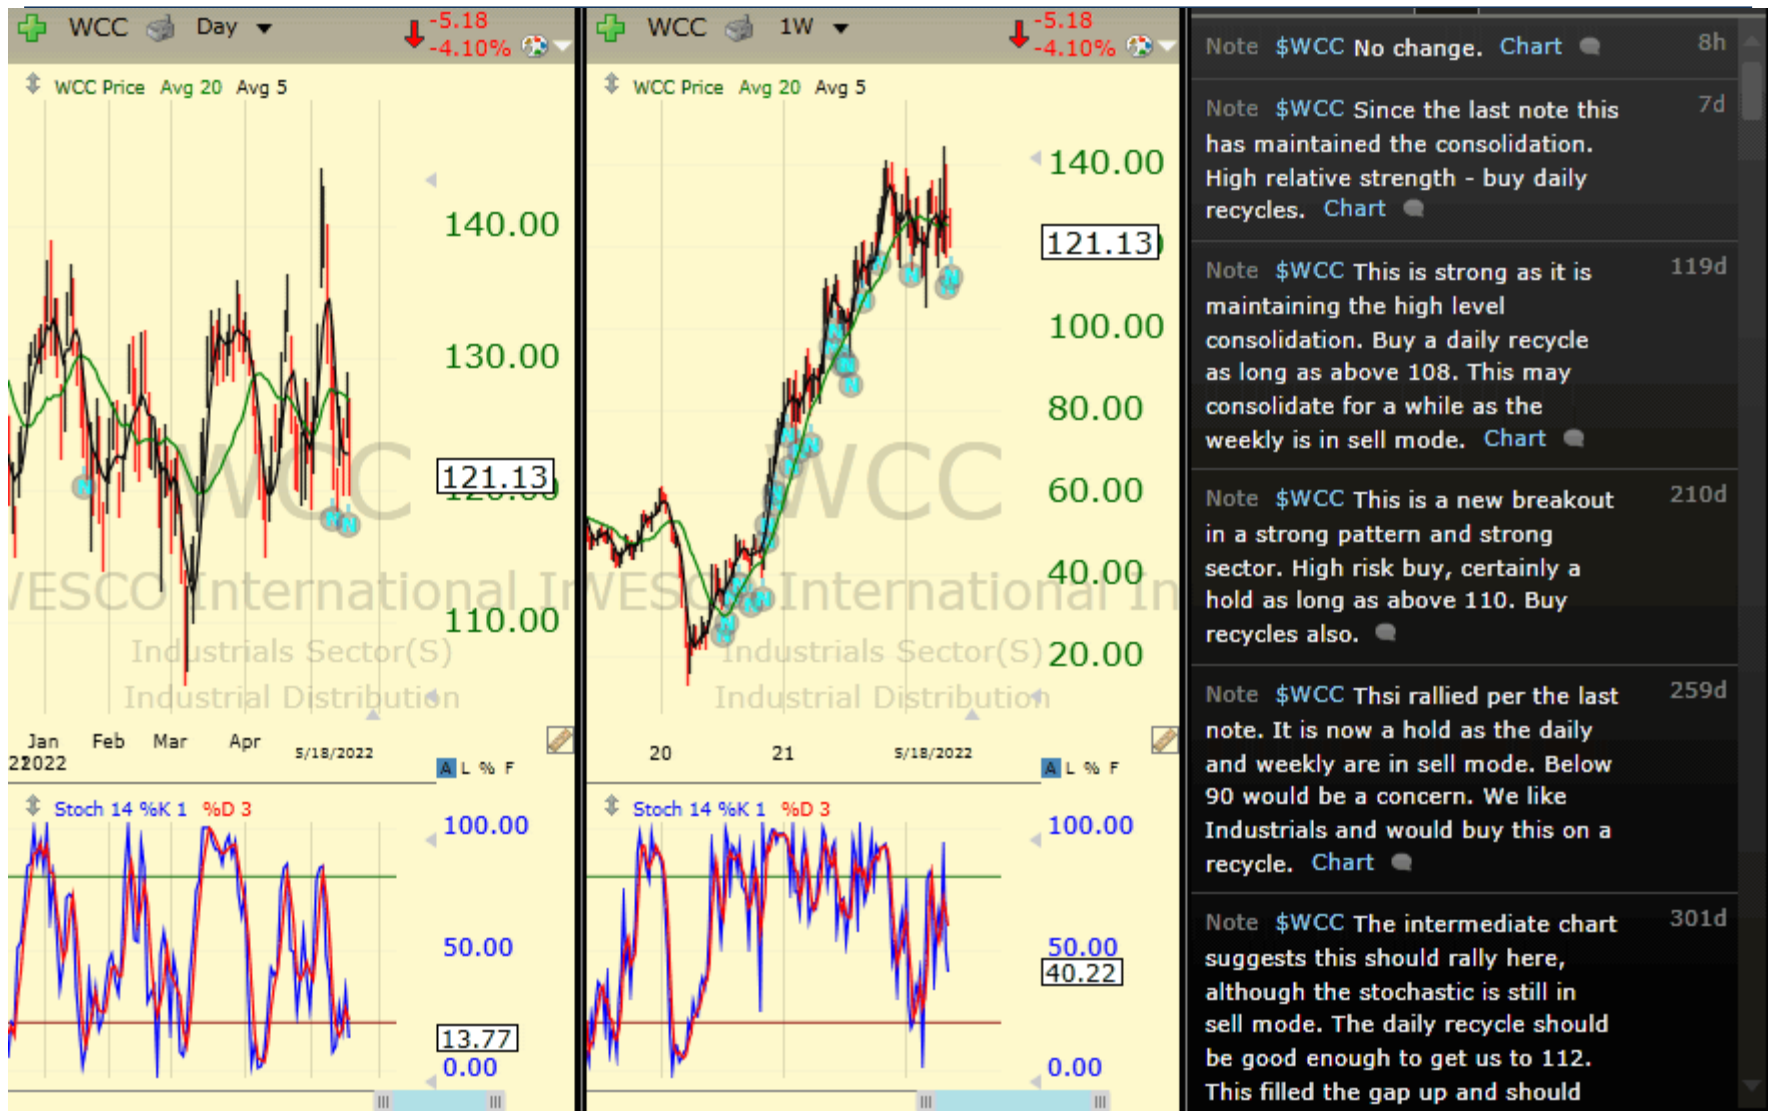 WCC Day
-5.18
-4.10%
WCC Price Avg 20 Avg 5
140.00
130.00
121.13
120.00
110.00
WCC
WESCO International In
Industrials Sector(S)
Industrial Distribution
Jan Feb Mar Apr 5/18/2022
2022
A L % F
Stoch 14 %K 1 %D 3
100.00
50.00
13.77
0.00
WCC 1W
-5.18
-4.10%
WCC Price Avg 20 Avg 5
140.00
121.13
100.00
80.00
60.00
40.00
20.00
WCC
WESCO International In
Industrials Sector(S)
Industrial Distribution
20 21 5/18/2022
A L % F
Stoch 14 %K 1 %D 3
100.00
50.00
40.22
0.00
Note $WCC No change. Chart 8h
Note $WCC Since the last note this 7d
has maintained the consolidation.
High relative strength - buy daily
recycles. Chart
Note $WCC This is strong as it is 119d
maintaining the high level
consolidation. Buy a daily recycle
as long as above 108. This may
consolidate for a while as the
weekly is in sell mode. Chart
Note $WCC This is a new breakout 210d
in a strong pattern and strong
sector. High risk buy, certainly a
hold as long as above 110. Buy
recycles also.
Note $WCC Thsi rallied per the last 259d
note. It is now a hold as the daily
and weekly are in sell mode. Below
90 would be a concern. We like
Industrials and would buy this on a
recycle. Chart
Note $WCC The intermediate chart 301d
suggests this should rally here,
although the stochastic is still in
sell mode. The daily recycle should
be good enough to get us to 112.
This filled the gap up and should